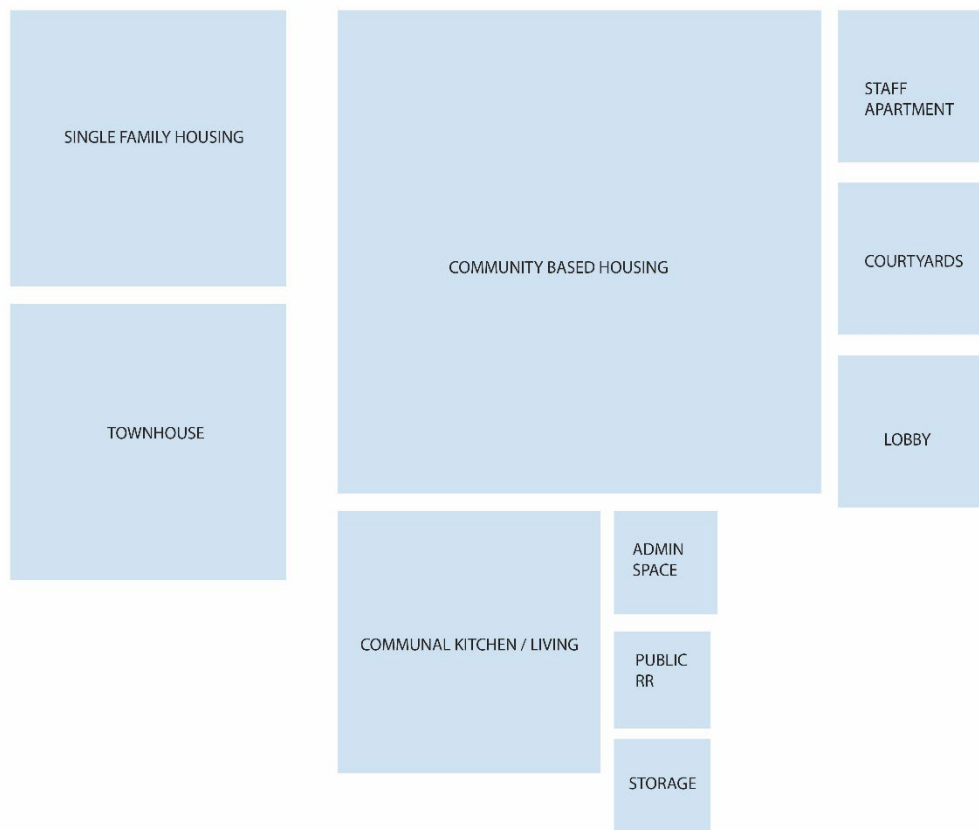 SINGLE FAMILY HOUSING
TOWNHOUSE
COMMUNITY BASED HOUSING
STAFF
APARTMENT
COURTYARDS
LOBBY
COMMUNAL KITCHEN / LIVING
ADMIN
SPACE
PUBLIC
RR
STORAGE